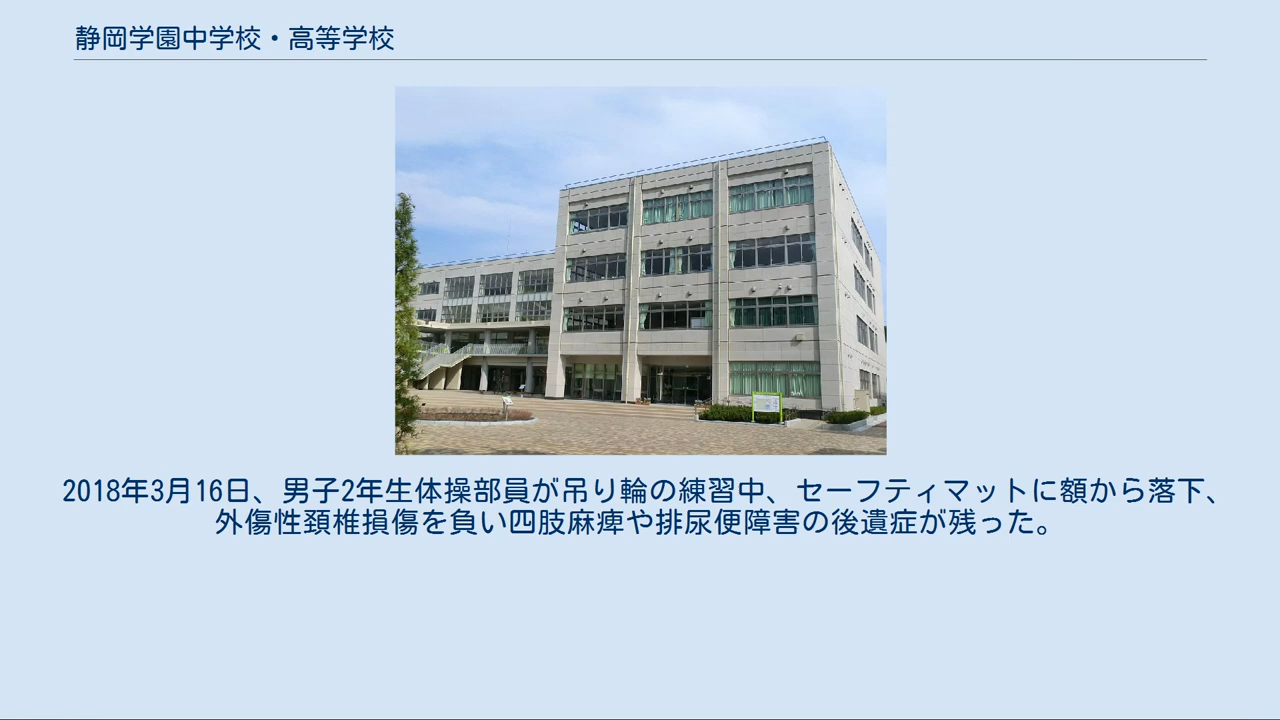 静岡学園中学校・高等学校
2018年3月16日、男子2年生体操部員が吊り輪の練習中、セーフティマットに額から落下、
外傷性頚椎損傷を負い四肢麻痺や排尿便障害の後遺症が残った。